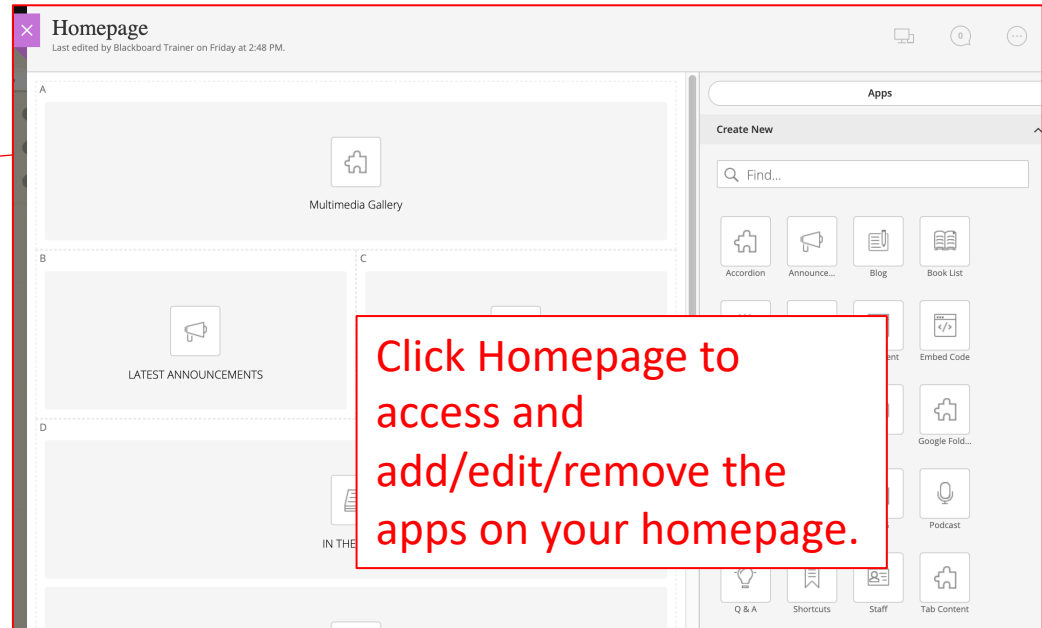 Homepage
Last edited by Blackboard Trainer on Friday at 2:48 PM.
0
Apps
A
Create New
Find...
Multimedia Gallery
Accordion
Announce...
Blog
Book List
B
C
LATEST ANNOUNCEMENTS
Embed Code
Click Homepage to
access and
add/edit/remove the
apps on your homepage.
D
Google Fold...
IN THE
Podcast
Q & A
Shortcuts
Staff
Tab Content